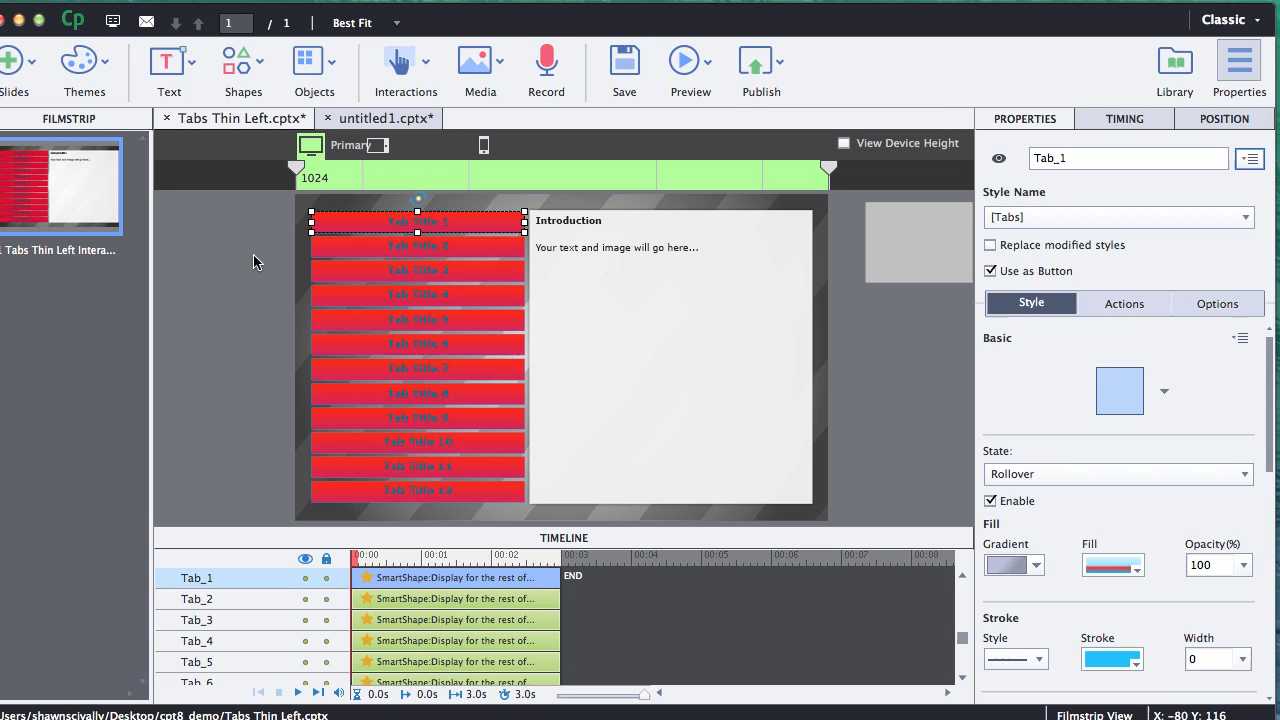 Cp 1 / 1 Best Fit Classic
Slides Themes Text Shapes Objects Interactions Media Record Save Preview Publish Library Properties
FILMSTRIP × Tabs Thin Left.cptx* × untitled1.cptx* PROPERTIES TIMING POSITION
Primary View Device Height
1024
Tab_1
Style Name
[Tabs]
Replace modified styles
Use as Button
Style Actions Options
Basic
State:
Rollover
Enable
Fill
Gradient Fill Opacity(%)
100
Stroke
Style Stroke Width
0
1 Tabs Thin Left Intera...
Tab Title 1
Tab Title 2
Tab Title 3
Tab Title 4
Tab Title 5
Tab Title 6
Tab Title 7
Tab Title 8
Tab Title 9
Tab Title 10
Tab Title 11
Tab Title 12
Introduction
Your text and image will go here...
TIMELINE
00:00 00:01 00:02 00:03 00:04 00:05 00:06 00:07 00:08
Tab_1 SmartShape:Display for the rest of... END
Tab_2 SmartShape:Display for the rest of...
Tab_3 SmartShape:Display for the rest of...
Tab_4 SmartShape:Display for the rest of...
Tab_5 SmartShape:Display for the rest of...
Tab_6 SmartShape:Display for the rest of...
0.0s 0.0s 3.0s 3.0s
/Users/shawnscivally/Desktop/cpt8_demo/Tabs Thin Left.cptx Filmstrip View X: -80 Y: 116